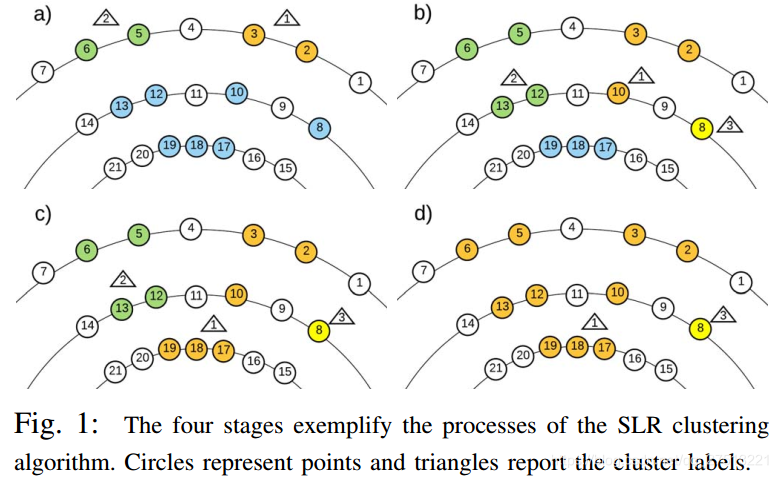 a)
2 1
7 6 5 4 3 2 1
14 13 12 11 10 9 8
21 20 19 18 17 16 15
b)
7 6 5 4 3 2 1
2 1
14 13 12 11 10 9 8 3
21 20 19 18 17 16 15
c)
7 6 5 4 3 2 1
2
14 13 12 11 10 9 8 3
1
21 20 19 18 17 16 15
d)
7 6 5 4 3 2 1
14 13 12 11 10 9 8 3
1
21 20 19 18 17 16 15
Fig. 1: The four stages exemplify the processes of the SLR clustering
algorithm. Circles represent points and triangles report the cluster labels.